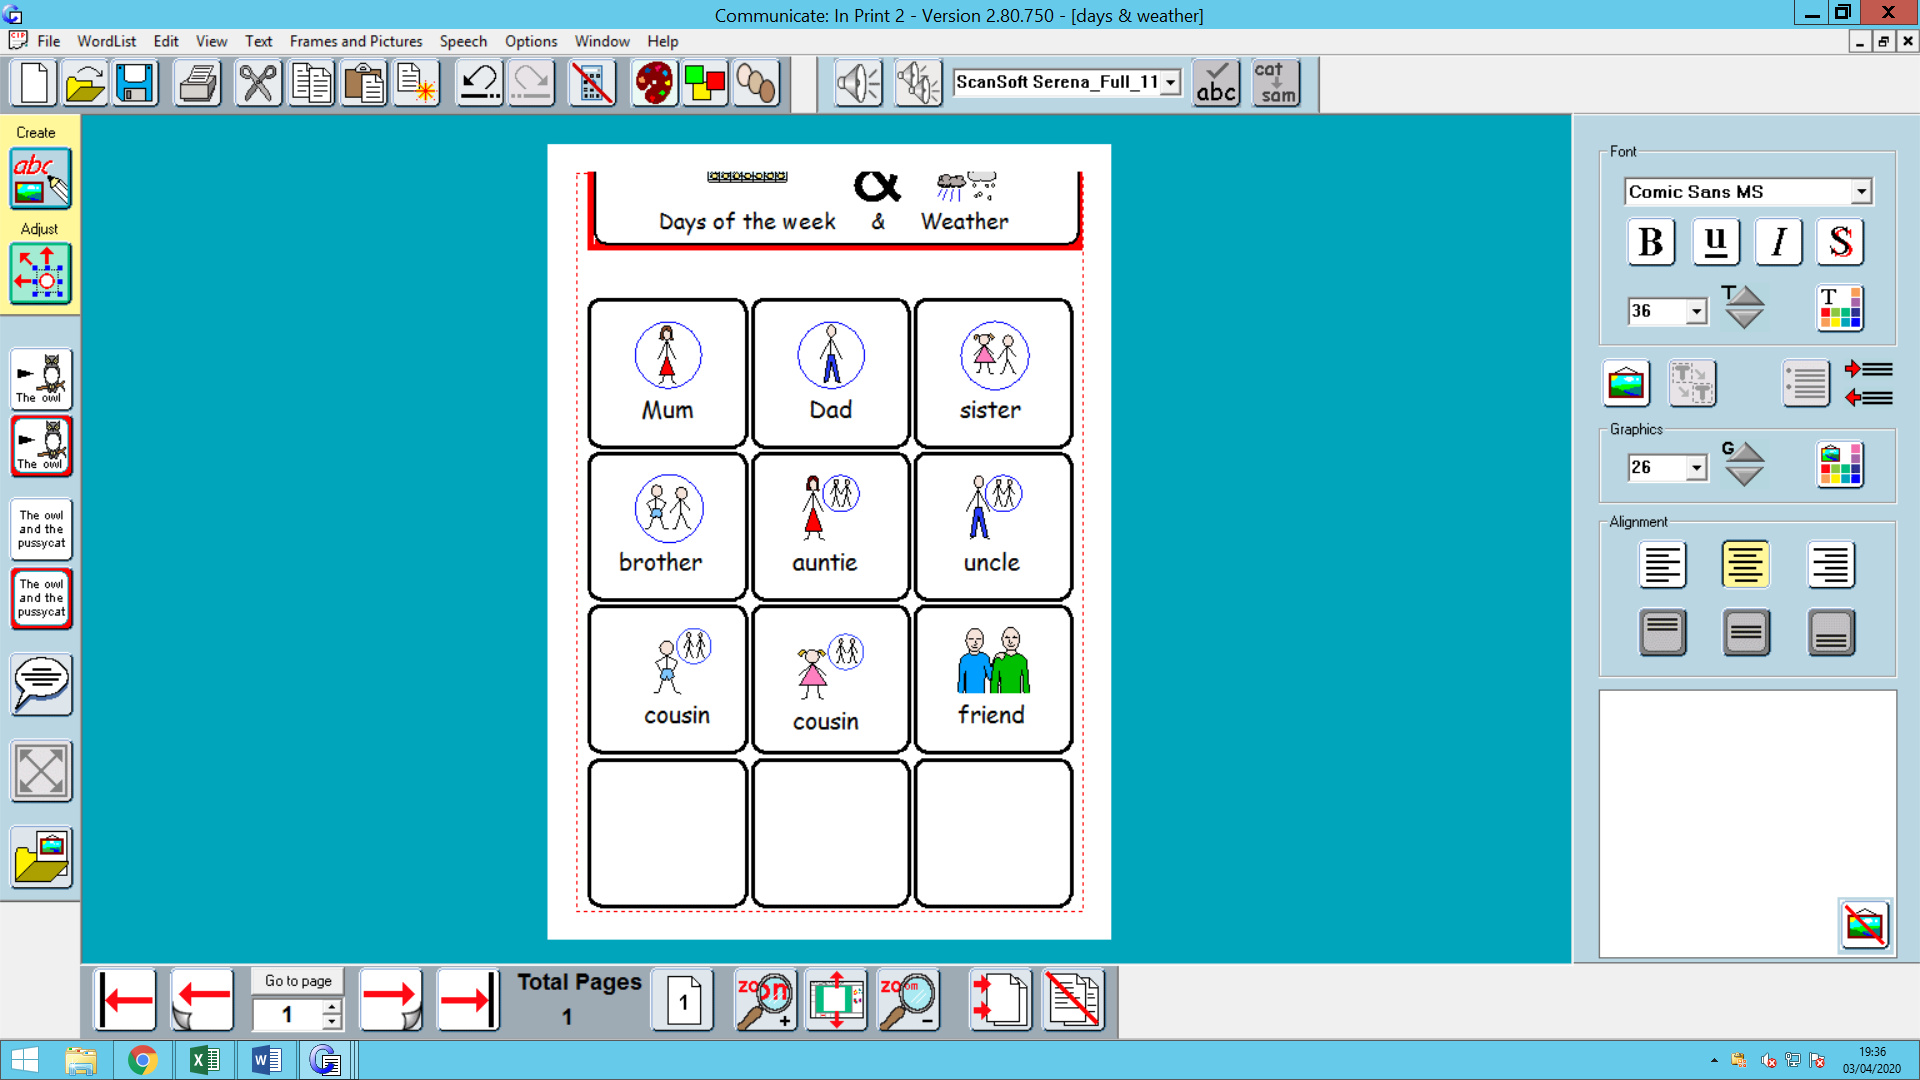 Communicate: In Print 2 - Version 2.80.750 - [days & weather]
File WordList Edit View Text Frames and Pictures Speech Options Window Help
ScanSoft Serena_Full_11
abc
cat
sam
Create
abc
Adjust
The owl
The owl
The owl
and the
pussycat
The owl
and the
pussycat
&
Days of the week & Weather
Mum Dad sister
brother auntie uncle
cousin cousin friend
Font
Comic Sans MS
B u I S
36 T T
T T
Graphics
26 G
Alignment
Go to page
1
Total Pages
1
1
zoom +
zoom -
19:36
03/04/2020